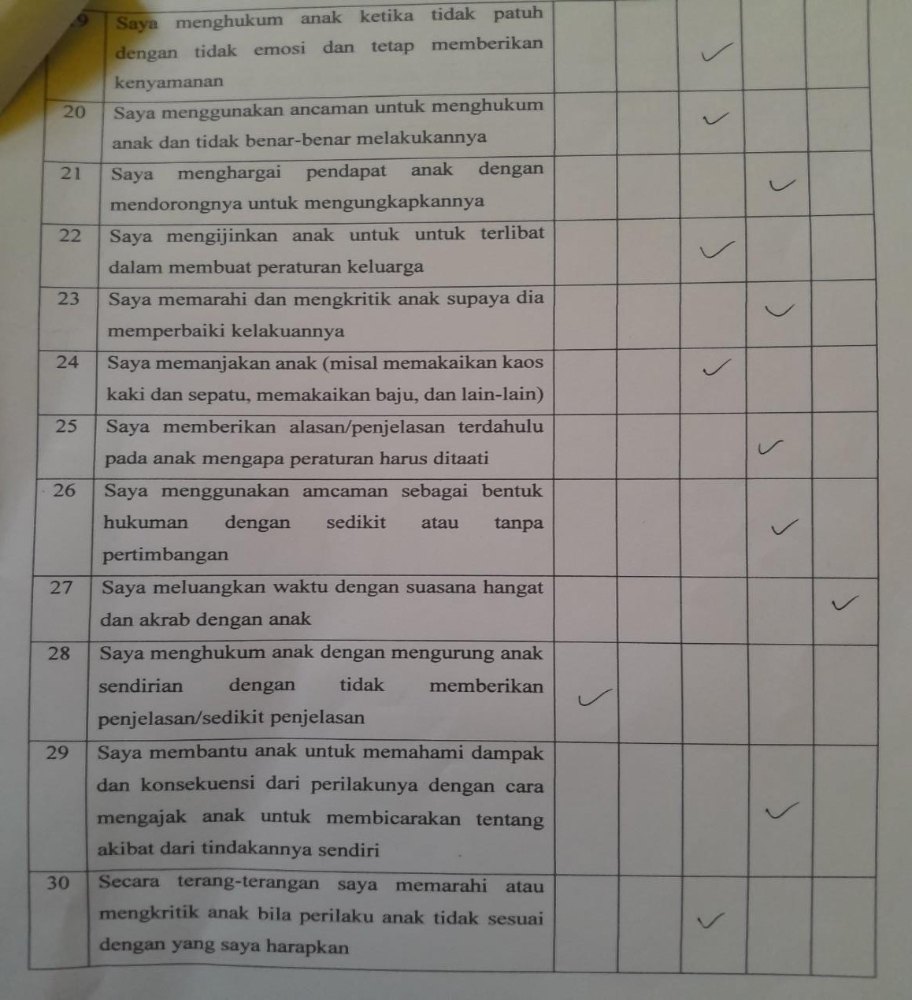 9 Saya menghukum anak ketika tidak patuh
dengan tidak emosi dan tetap memberikan ✓
kenyamanan
20 Saya menggunakan ancaman untuk menghukum ✓
anak dan tidak benar-benar melakukannya
21 Saya menghargai pendapat anak dengan ✓
mendorongnya untuk mengungkapkannya
22 Saya mengijinkan anak untuk untuk terlibat ✓
dalam membuat peraturan keluarga
23 Saya memarahi dan mengkritik anak supaya dia ✓
memperbaiki kelakuannya
24 Saya memanjakan anak (misal memakaikan kaos ✓
kaki dan sepatu, memakaikan baju, dan lain-lain)
25 Saya memberikan alasan/penjelasan terdahulu ✓
pada anak mengapa peraturan harus ditaati
26 Saya menggunakan amcaman sebagai bentuk
hukuman dengan sedikit atau tanpa ✓
pertimbangan
27 Saya meluangkan waktu dengan suasana hangat ✓
dan akrab dengan anak
28 Saya menghukum anak dengan mengurung anak
sendirian dengan tidak memberikan ✓
penjelasan/sedikit penjelasan
29 Saya membantu anak untuk memahami dampak
dan konsekuensi dari perilakunya dengan cara
mengajak anak untuk membicarakan tentang ✓
akibat dari tindakannya sendiri
30 Secara terang-terangan saya memarahi atau
mengkritik anak bila perilaku anak tidak sesuai ✓
dengan yang saya harapkan